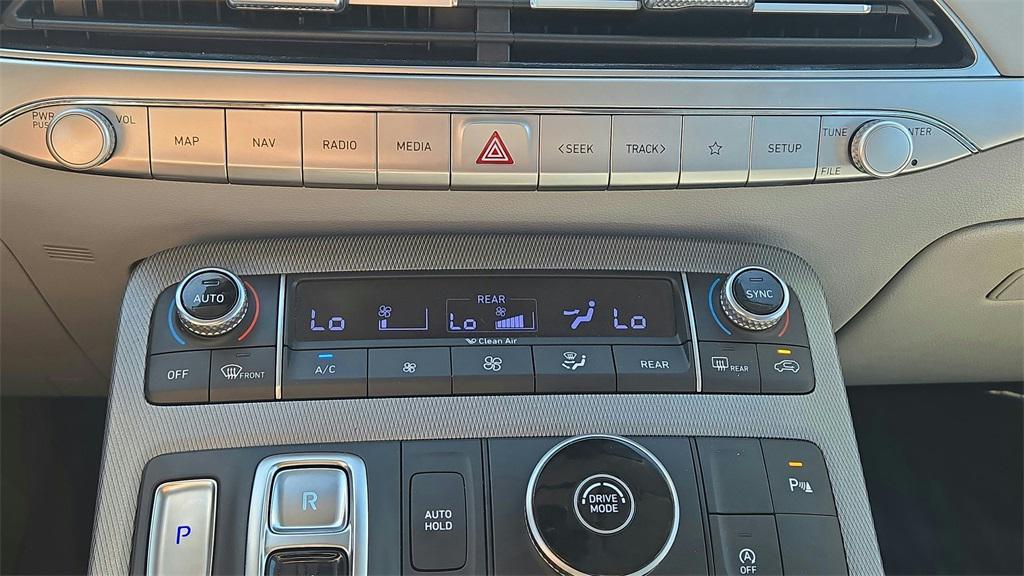 PWR
PUSH
VOL
MAP
NAV
RADIO
MEDIA
<SEEK
TRACK>
SETUP
TUNE
FILE
AUTO
Lo
REAR
Lo
Lo
Clean Air
SYNC
OFF
FRONT
A/C
REAR
REAR
P
R
AUTO
HOLD
DRIVE
MODE
P
A
OFF